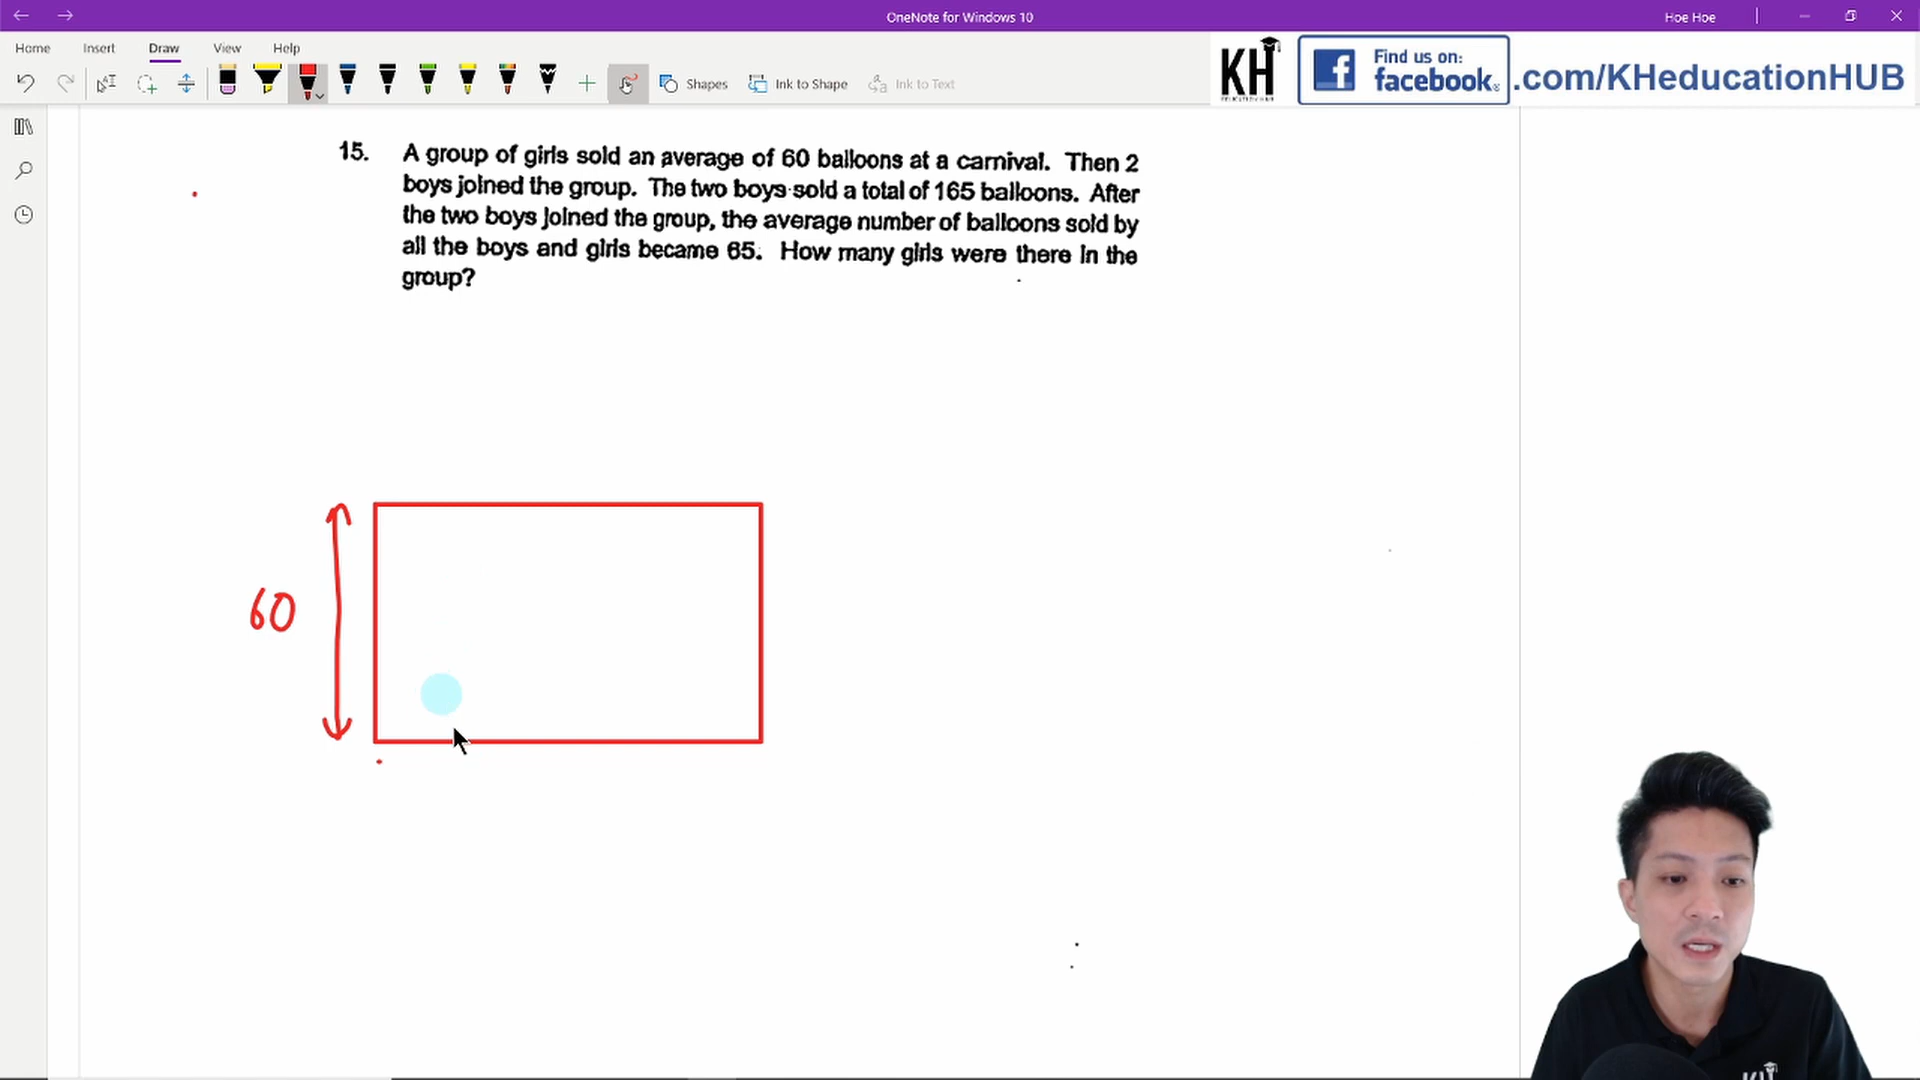 OneNote for Windows 10
Hoe Hoe
Home
Insert
Draw
View
Help
Shapes
Ink to Shape
Ink to Text
KH
Find us on:
facebook
.com/KHeducationHUB
15. A group of girls sold an average of 60 balloons at a carnival. Then 2
boys joined the group. The two boys sold a total of 165 balloons. After
the two boys joined the group, the average number of balloons sold by
all the boys and girls became 65. How many girls were there in the
group?
60
KH